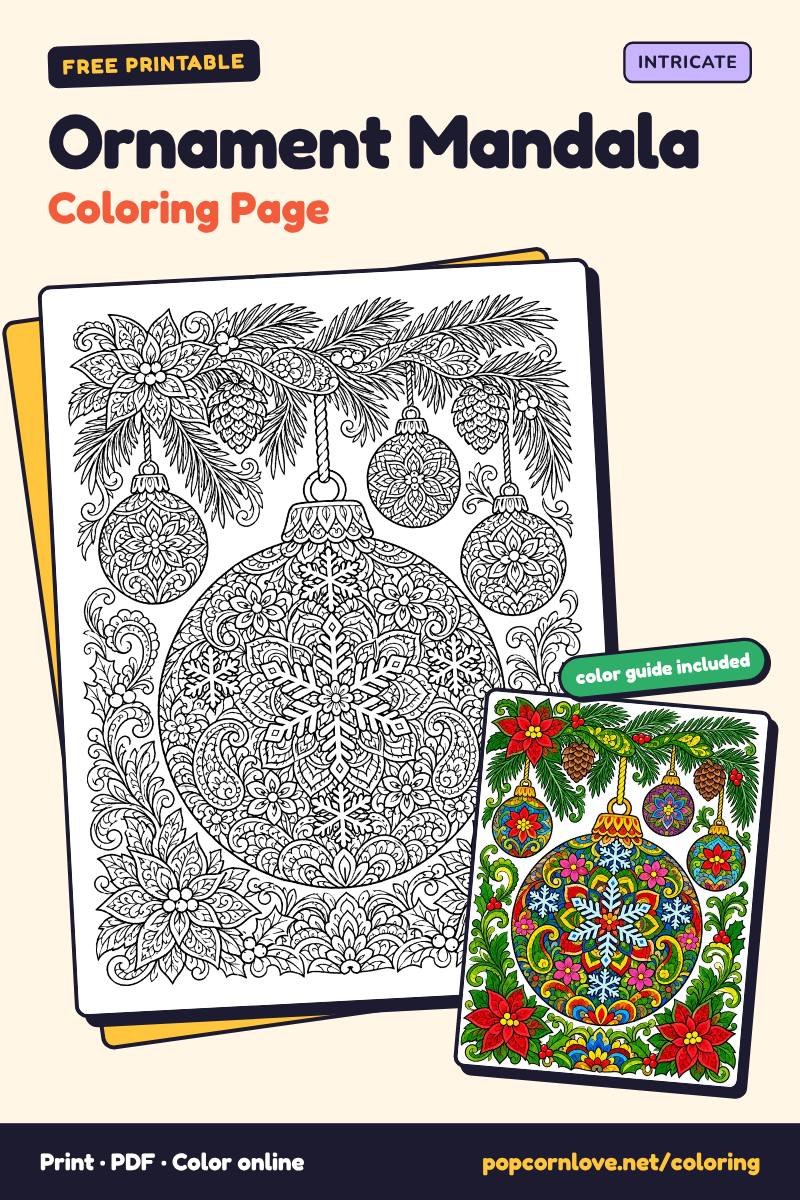 FREE PRINTABLE
INTRICATE
Ornament Mandala
Coloring Page
color guide included
Print · PDF · Color online
popcornlove.net/coloring